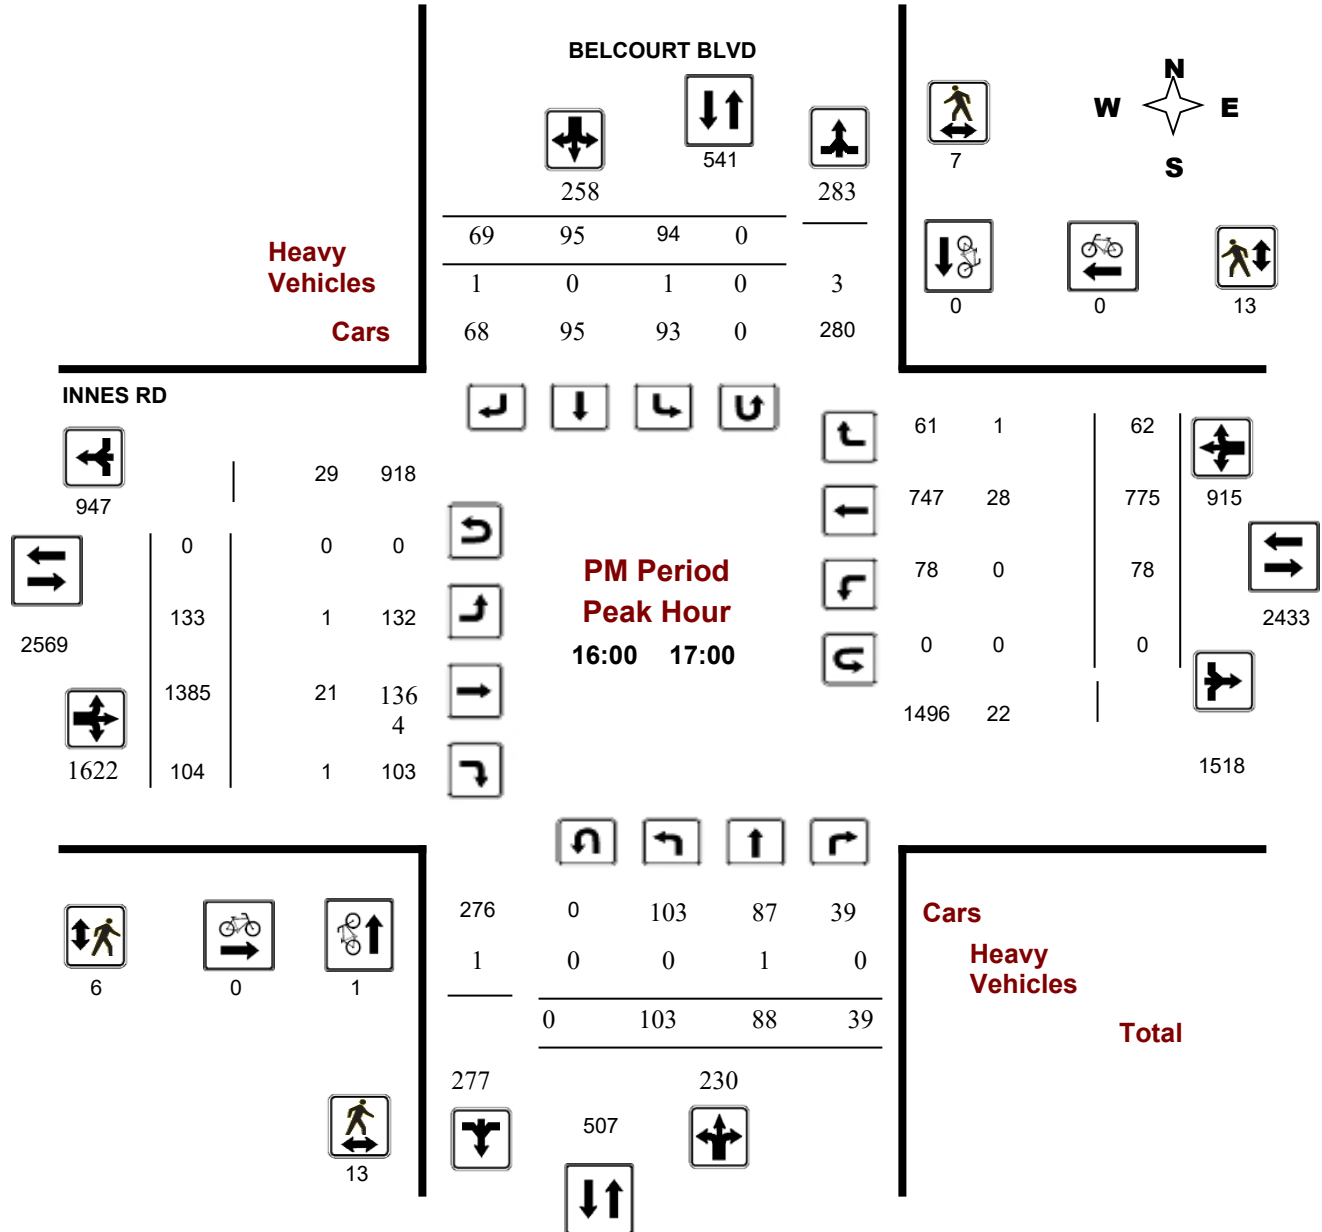 BELCOURT BLVD
N
W E
S
541
7
258
283
69 95 94 0
Heavy
Vehicles
1 0 1 0 3
0 0 13
Cars
68 95 93 0 280
INNES RD
61 1 62
29 918
947
747 28 775 915
0 0 0
PM Period
78 0 78
133 1 132
Peak Hour
2433
2569
16:00 17:00
0 0 0
1385 21 136
4
1496 22
1622 104 1 103
1518
276 0 103 87 39
Cars
1 0 0 1 0
Heavy
Vehicles
6 0 1
0 103 88 39
Total
277 230
507
13